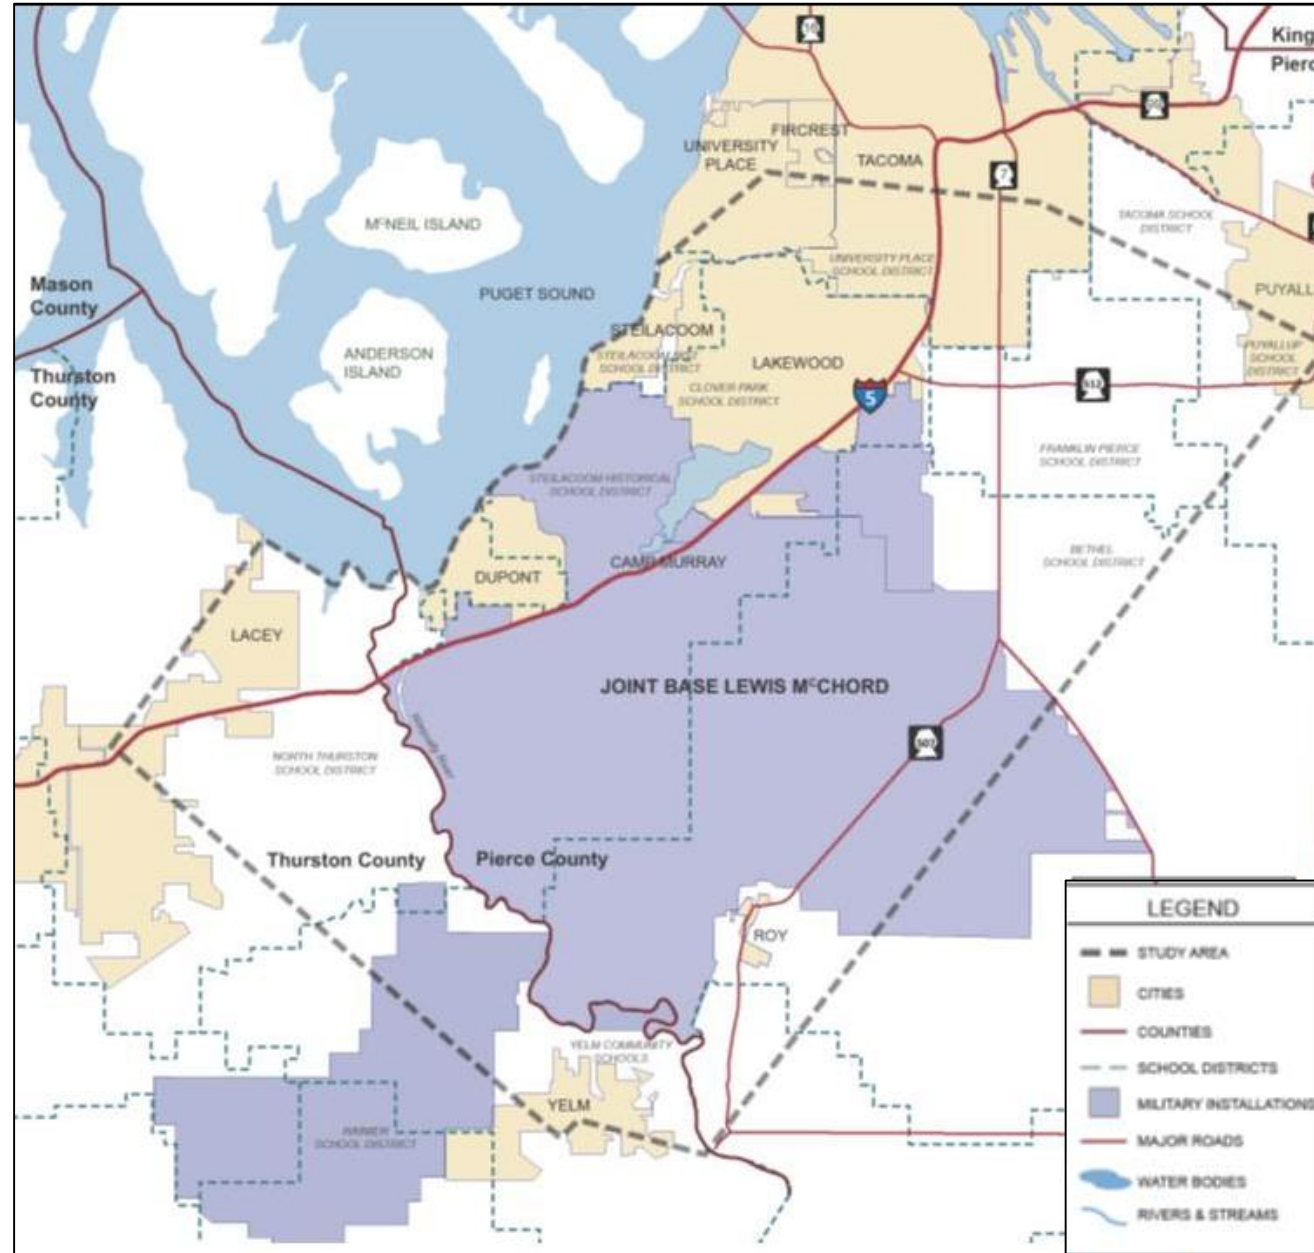 King
Pierc
16
FIRCREST
UNIVERSITY
PLACE
TACOMA
7
TACOMA SCHOOL
DISTRICT
MᶜNEIL ISLAND
UNIVERSITY PLACE
SCHOOL DISTRICT
Mason
County
PUGET SOUND
PUYALL
STEILACOOM
ANDERSON
ISLAND
LAKEWOOD
PUYALLUP
SCHOOL
DISTRICT
Thurston
County
CLOVER PARK
SCHOOL DISTRICT
5
512
FRANKLIN PIERCE
SCHOOL DISTRICT
STEILACOOM HISTORICAL
SCHOOL DISTRICT
BETHEL
SCHOOL DISTRICT
CAMP MURRAY
DUPONT
LACEY
JOINT BASE LEWIS MᶜCHORD
NORTH THURSTON
SCHOOL DISTRICT
Thurston County
Pierce County
ROY
YELM COMMUNITY
SCHOOLS
YELM
RAINIER
SCHOOL DISTRICT
LEGEND
STUDY AREA
CITIES
COUNTIES
SCHOOL DISTRICTS
MILITARY INSTALLATIONS
MAJOR ROADS
WATER BODIES
RIVERS & STREAMS